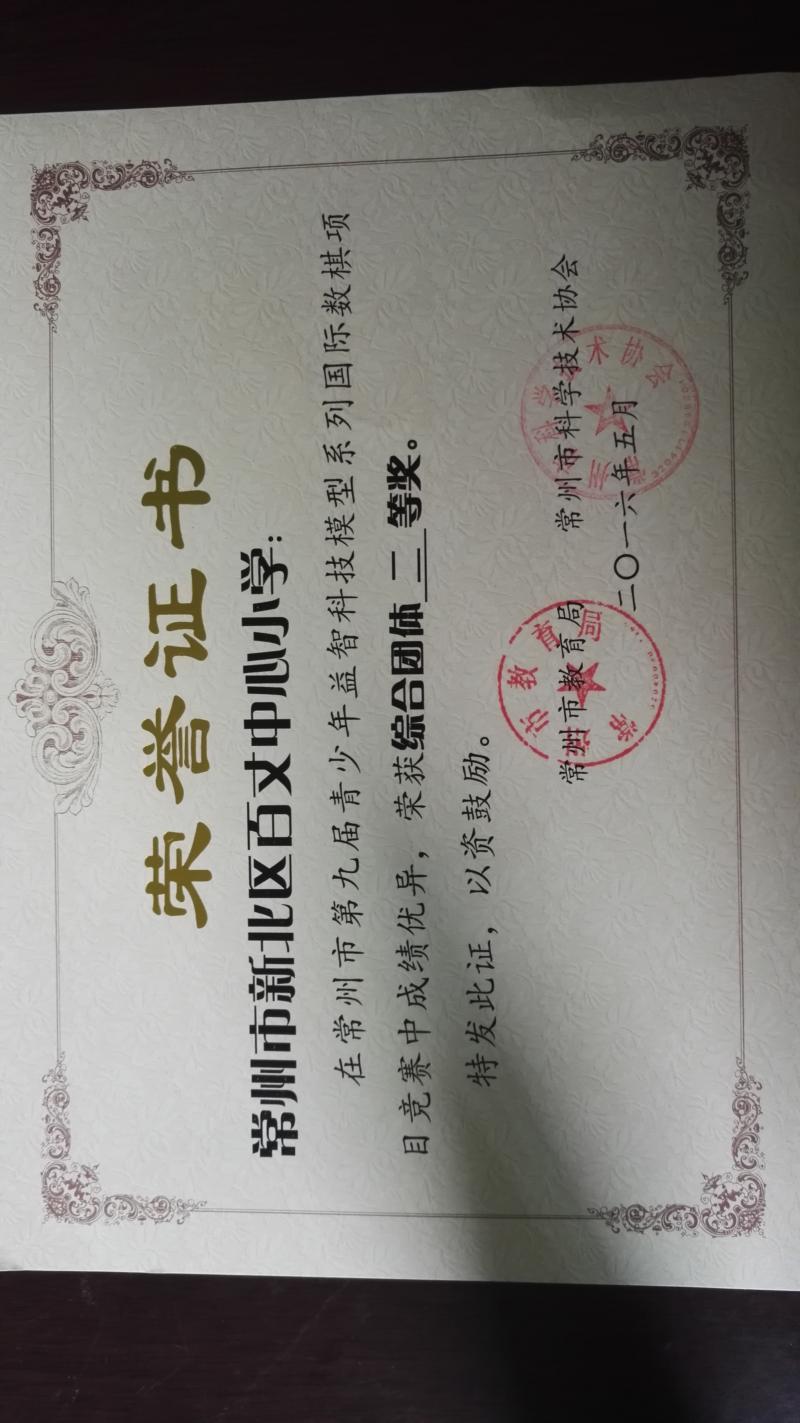 荣誉证书
常州市新北区百丈中心小学：
在常州市第九届青少年益智科技模型系列国际数棋项
目竞赛中成绩优异，荣获综合团体二等奖。
特发此证，以资鼓励。
常州市教育局 常州市科学技术协会
二〇一六年五月